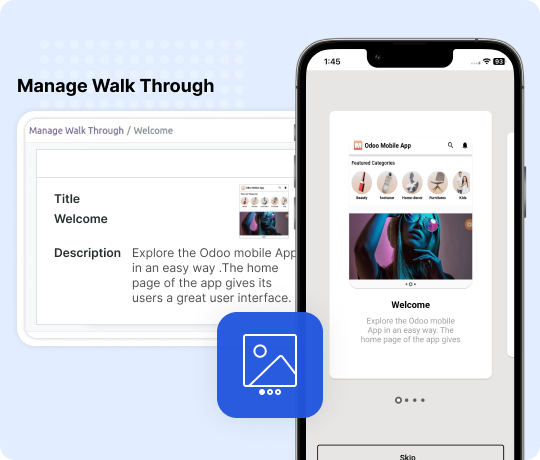 Manage Walk Through
Manage Walk Through / Welcome
Title
Welcome
Description
Explore the Odoo mobile App
in an easy way .The home
page of the app gives its
users a great user interface.
1:45
93
Odoo Mobile App
Featured Categories
Beauty Footwear Home decor Furnitures Kids
Welcome
Explore the Odoo mobile
App in an easy way. The
home page of the app gives
Skip